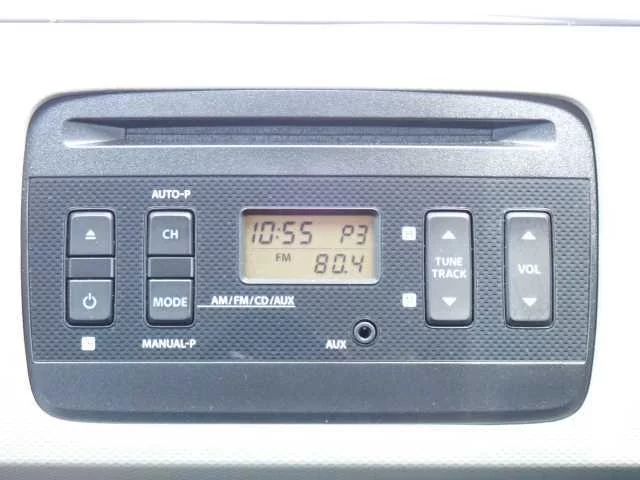 AUTO-P
CH
10:55 P3
FM 80.4
TUNE
TRACK
VOL
MODE
AM/FM/CD/AUX
MANUAL-P
AUX